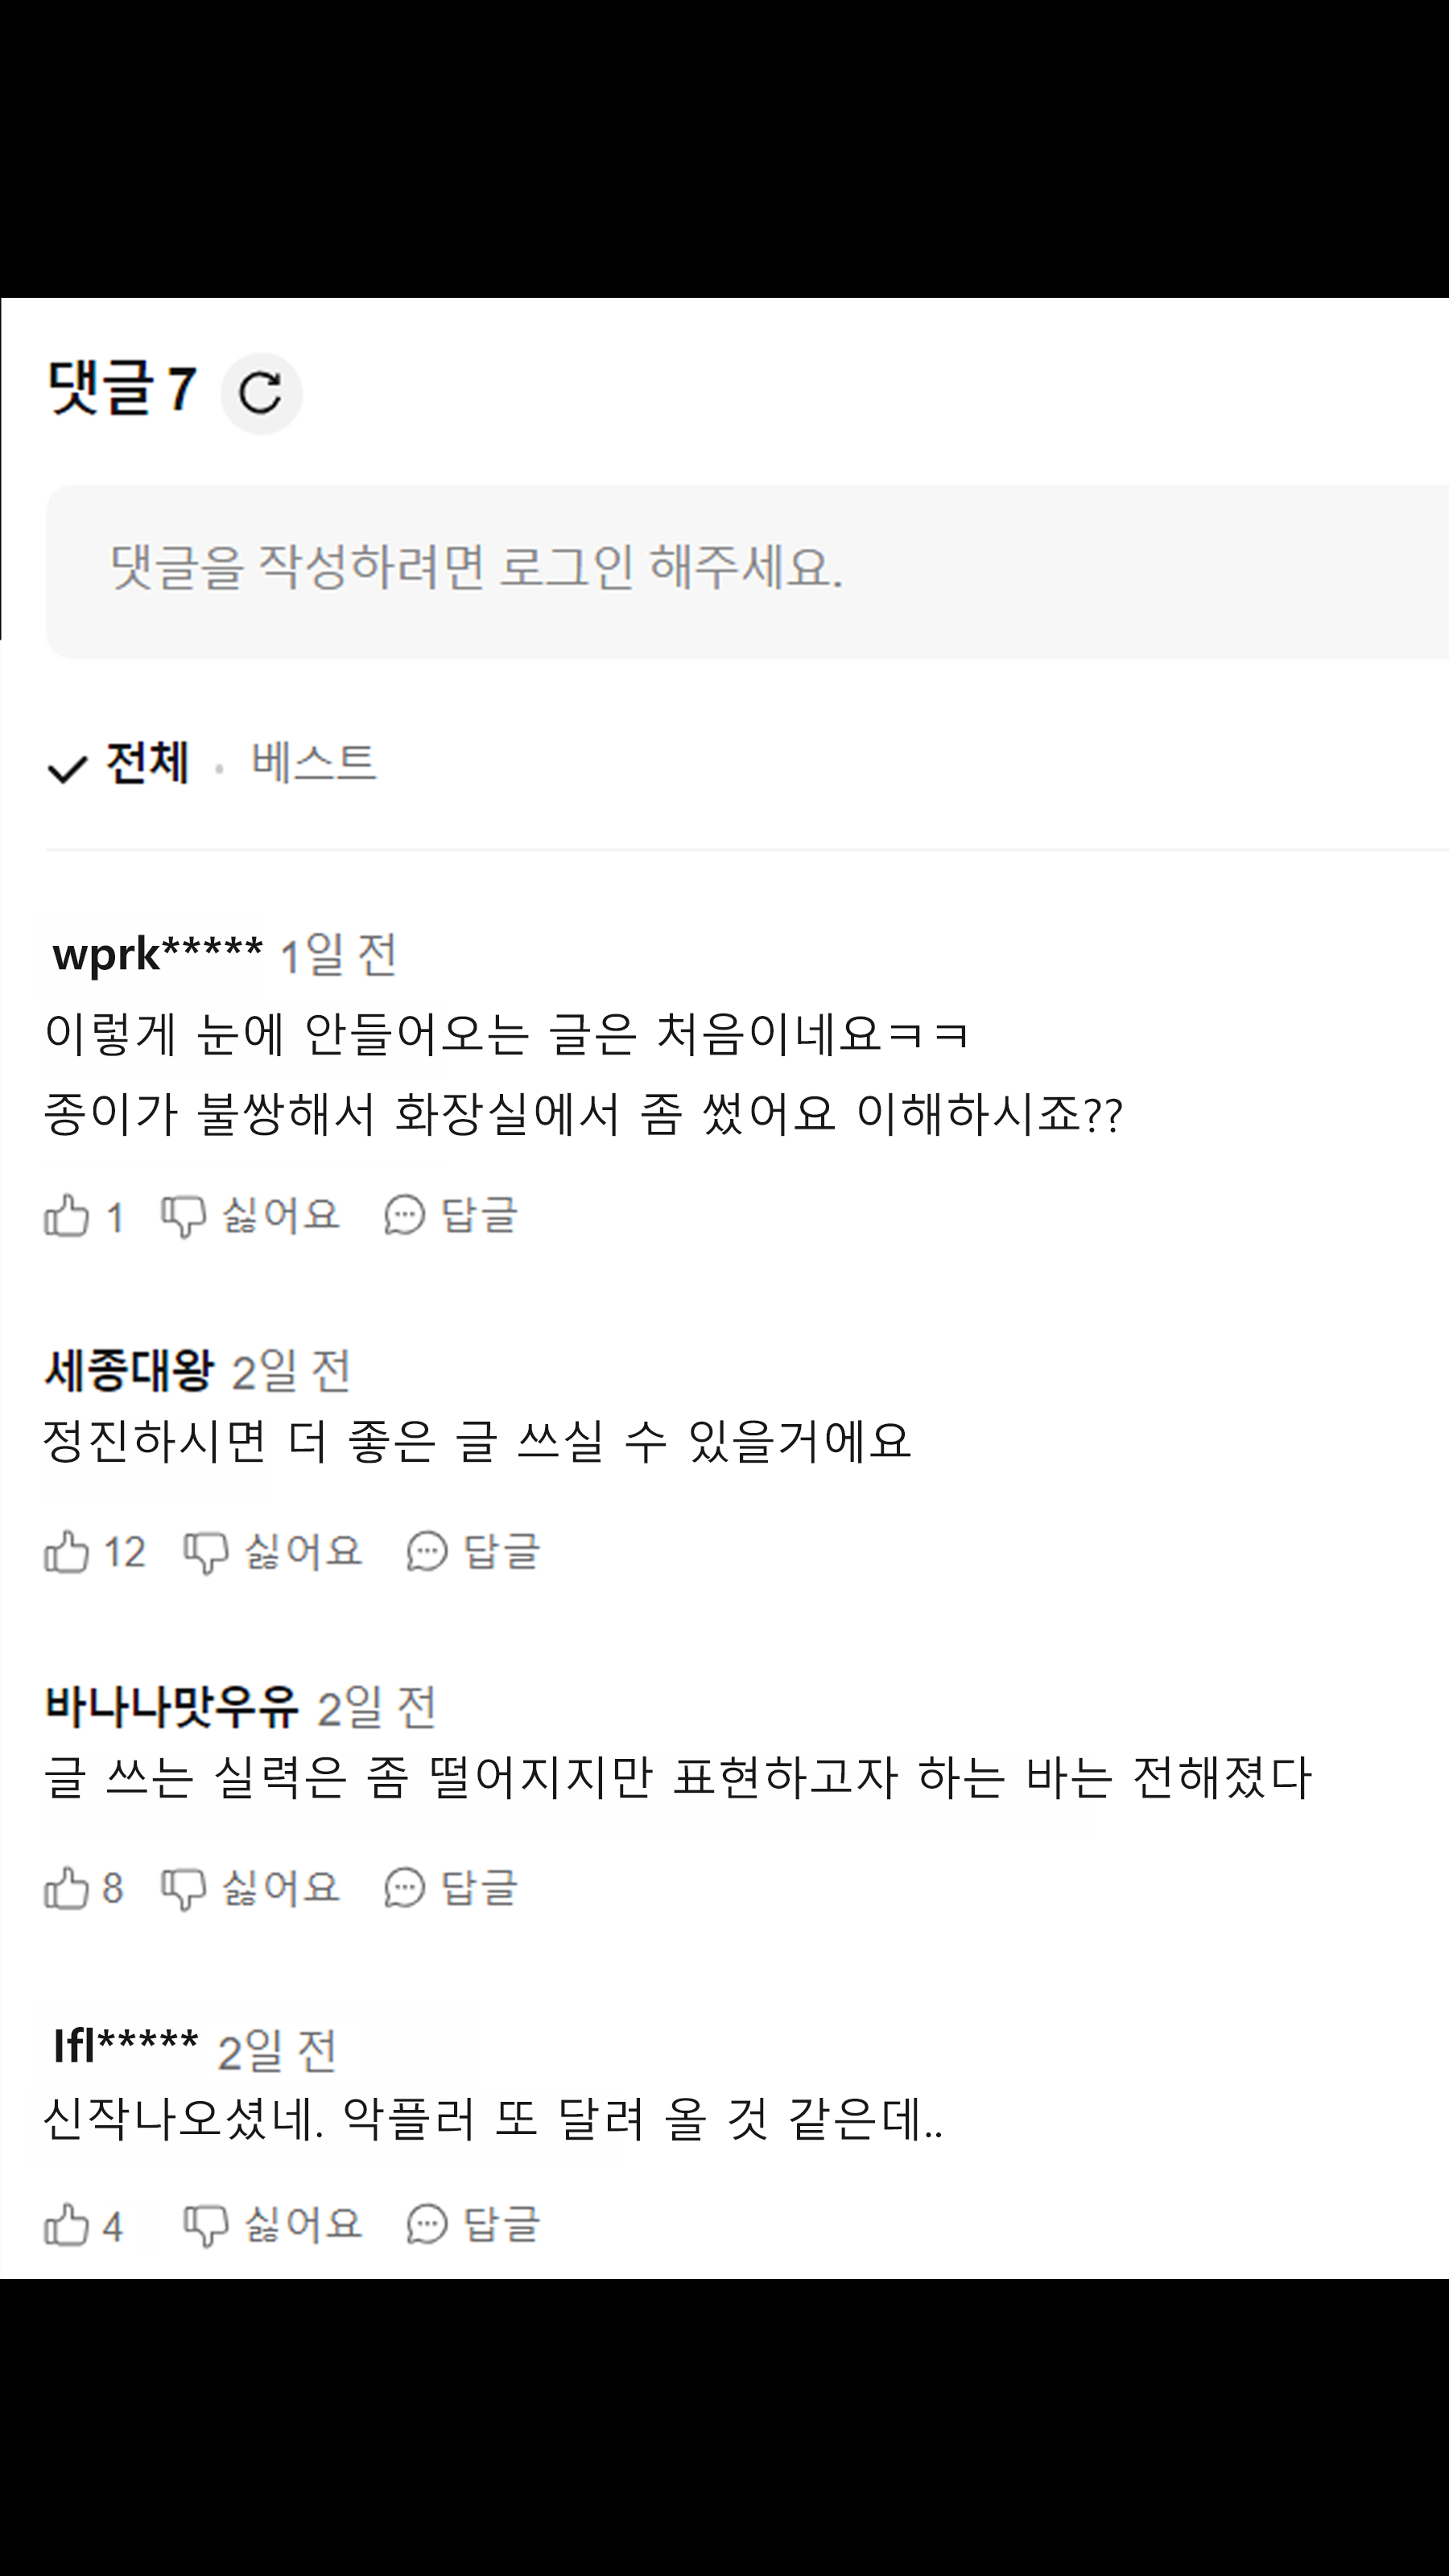 댓글 7
댓글을 작성하려면 로그인 해주세요.
전체 · 베스트
wprk***** 1일 전
이렇게 눈에 안들어오는 글은 처음이네요ㅋㅋ
종이가 불쌍해서 화장실에서 좀 썼어요 이해하시죠??
1 싫어요 답글
세종대왕 2일 전
정진하시면 더 좋은 글 쓰실 수 있을거에요
12 싫어요 답글
바나나맛우유 2일 전
글 쓰는 실력은 좀 떨어지지만 표현하고자 하는 바는 전해졌다
8 싫어요 답글
lfl***** 2일 전
신작나오셨네. 악플러 또 달려 올 것 같은데..
4 싫어요 답글